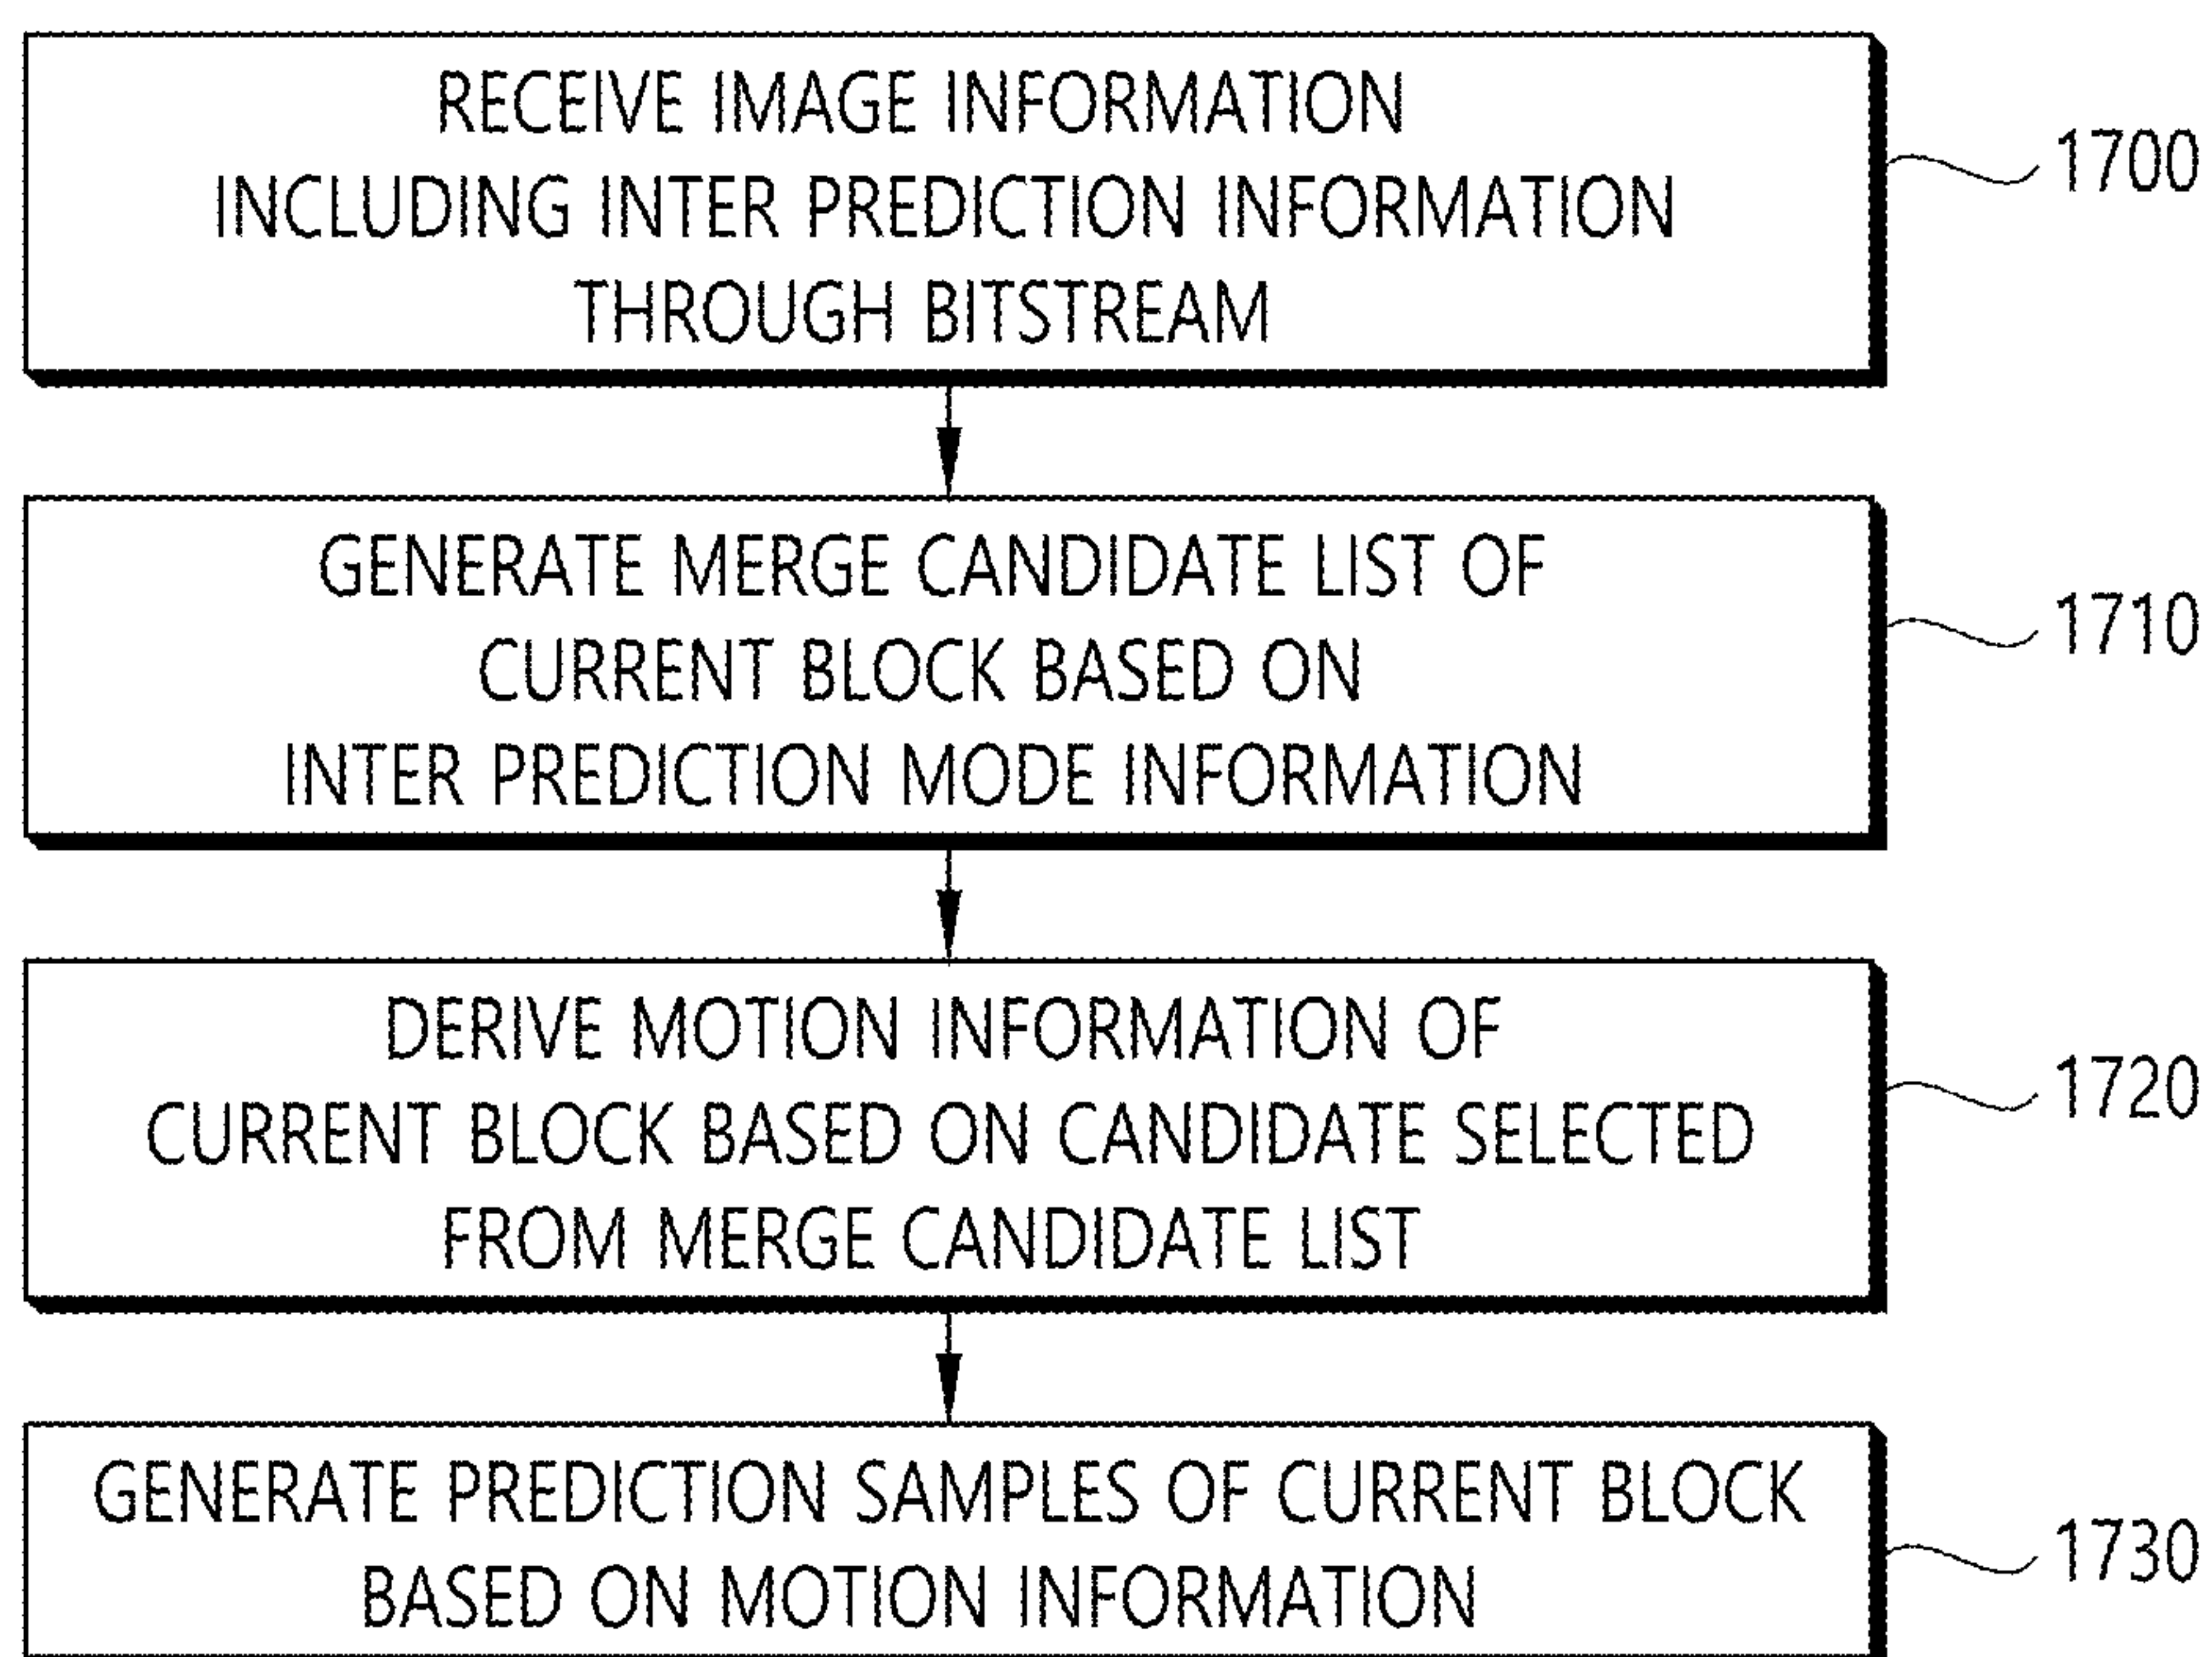 RECEIVE IMAGE INFORMATION
INCLUDING INTER PREDICTION INFORMATION
THROUGH BITSTREAM
1700
GENERATE MERGE CANDIDATE LIST OF
CURRENT BLOCK BASED ON
INTER PREDICTION MODE INFORMATION
1710
DERIVE MOTION INFORMATION OF
CURRENT BLOCK BASED ON CANDIDATE SELECTED
FROM MERGE CANDIDATE LIST
1720
GENERATE PREDICTION SAMPLES OF CURRENT BLOCK
BASED ON MOTION INFORMATION
1730